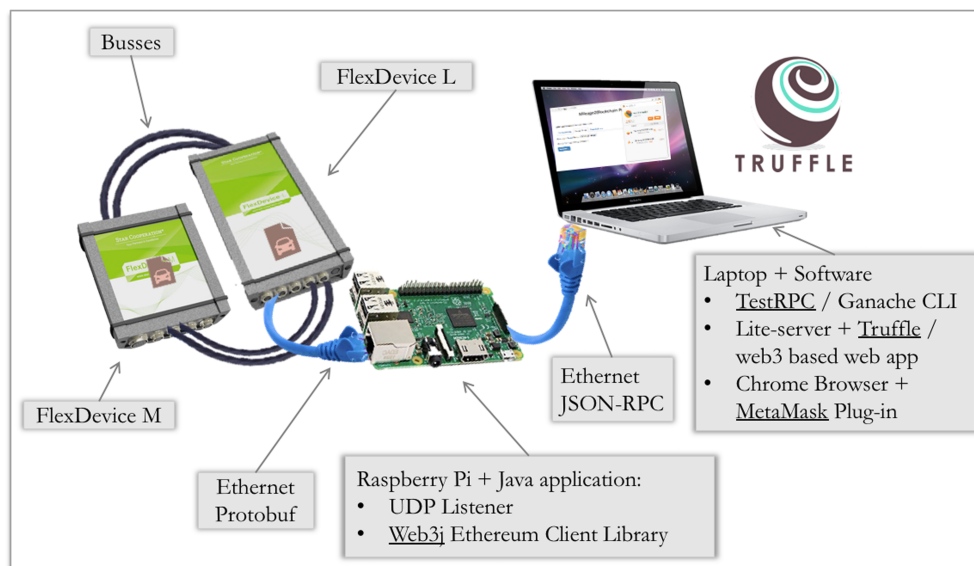 Busses
FlexDevice L
TRUFFLE
FlexDevice
FlexDevice M
Ethernet
Protobuf
Ethernet
JSON-RPC
Laptop + Software
• TestRPC / Ganache CLI
• Lite-server + Truffle /
web3 based web app
• Chrome Browser +
MetaMask Plug-in
Raspberry Pi + Java application:
• UDP Listener
• Web3j Ethereum Client Library